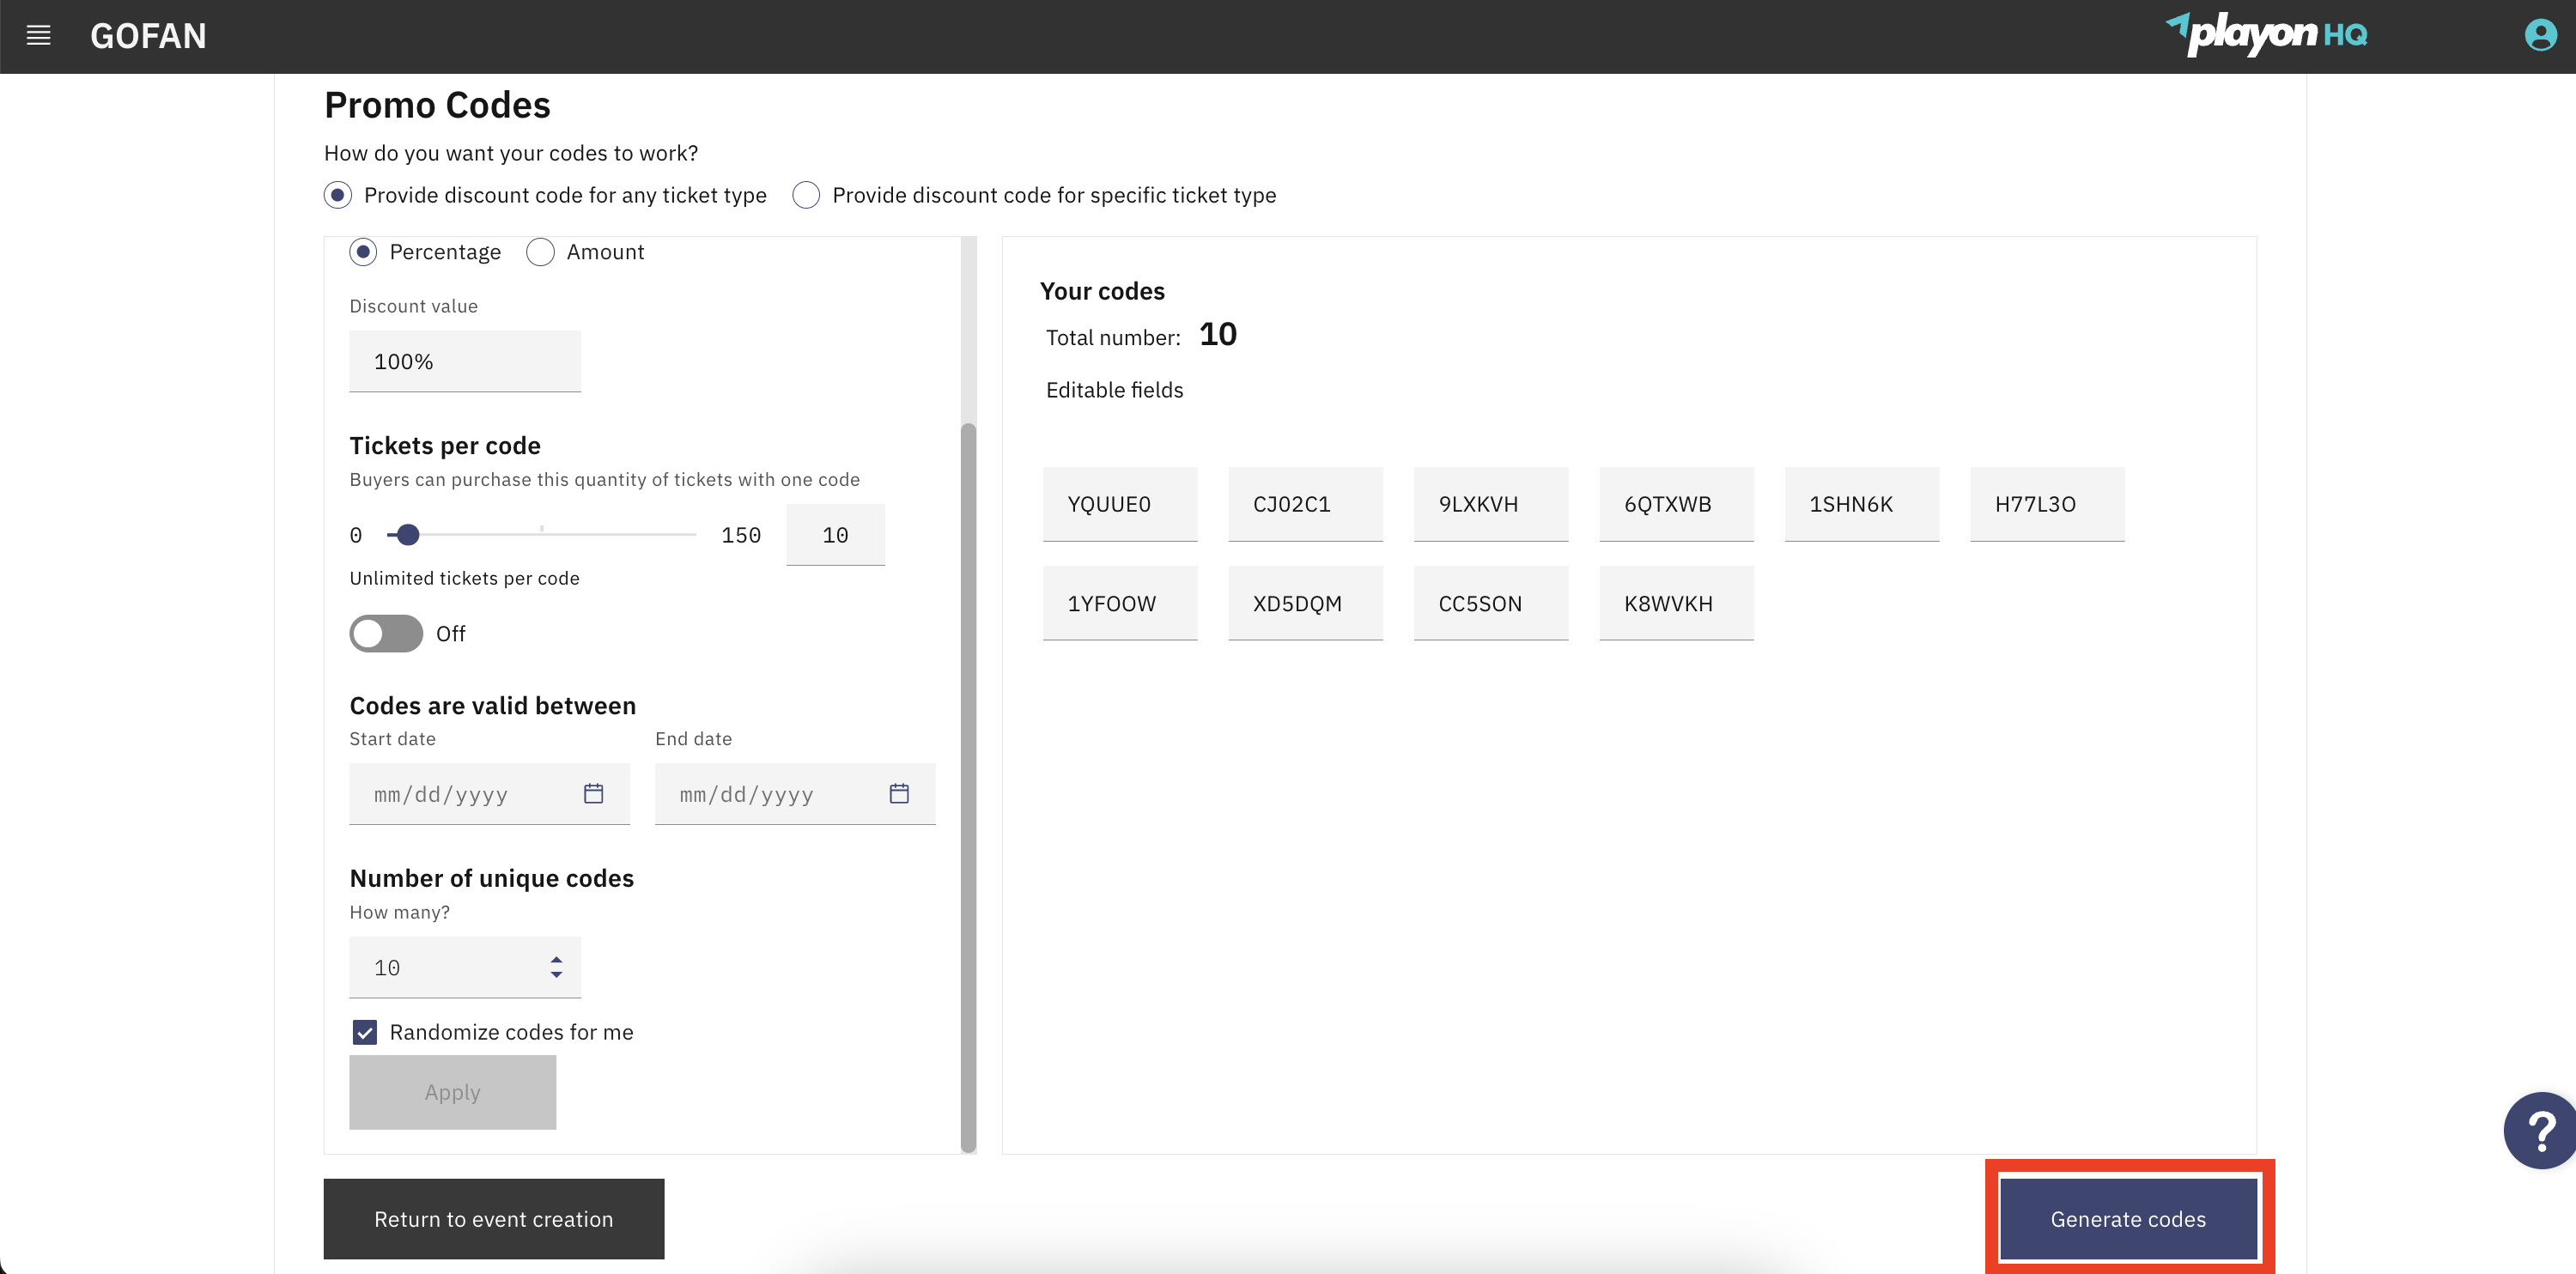 GOFAN
playon HQ
Promo Codes
How do you want your codes to work?
Provide discount code for any ticket type
Provide discount code for specific ticket type
Percentage
Amount
Discount value
100%
Tickets per code
Buyers can purchase this quantity of tickets with one code
0
150
10
Unlimited tickets per code
Off
Codes are valid between
Start date
End date
mm/dd/yyyy
mm/dd/yyyy
Number of unique codes
How many?
10
Randomize codes for me
Apply
Your codes
Total number: 10
Editable fields
YQUUE0
CJ02C1
9LXKVH
6QTXWB
1SHN6K
H77L3O
1YFOOW
XD5DQM
CC5SON
K8WVKH
?
Return to event creation
Generate codes